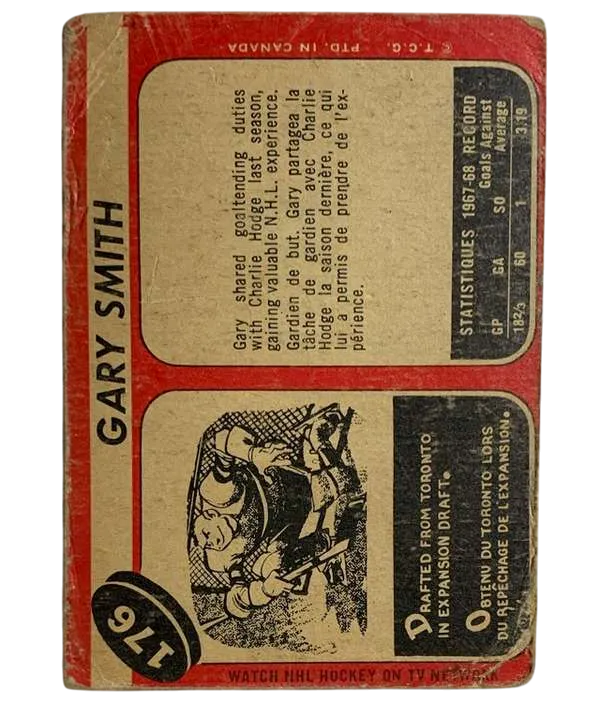 176
GARY SMITH
DRAFTED FROM TORONTO
IN EXPANSION DRAFT.
OBTENU DU TORONTO LORS
DU REPÊCHAGE DE L'EXPANSION.
Gary shared goaltending duties
with Charlie Hodge last season,
gaining valuable N.H.L. experience.
Gardien de but. Gary partagea la
tâche de gardien avec Charlie
Hodge la saison dernière, ce qui
lui a permis de prendre de l'ex-
périence.
STATISTIQUES 1967-68 RECORD
Goals Against
GP GA SO Average
18 2/3 60 1 3.19
WATCH NHL HOCKEY ON TV NETWORK
© T.C.G. PTD. IN CANADA